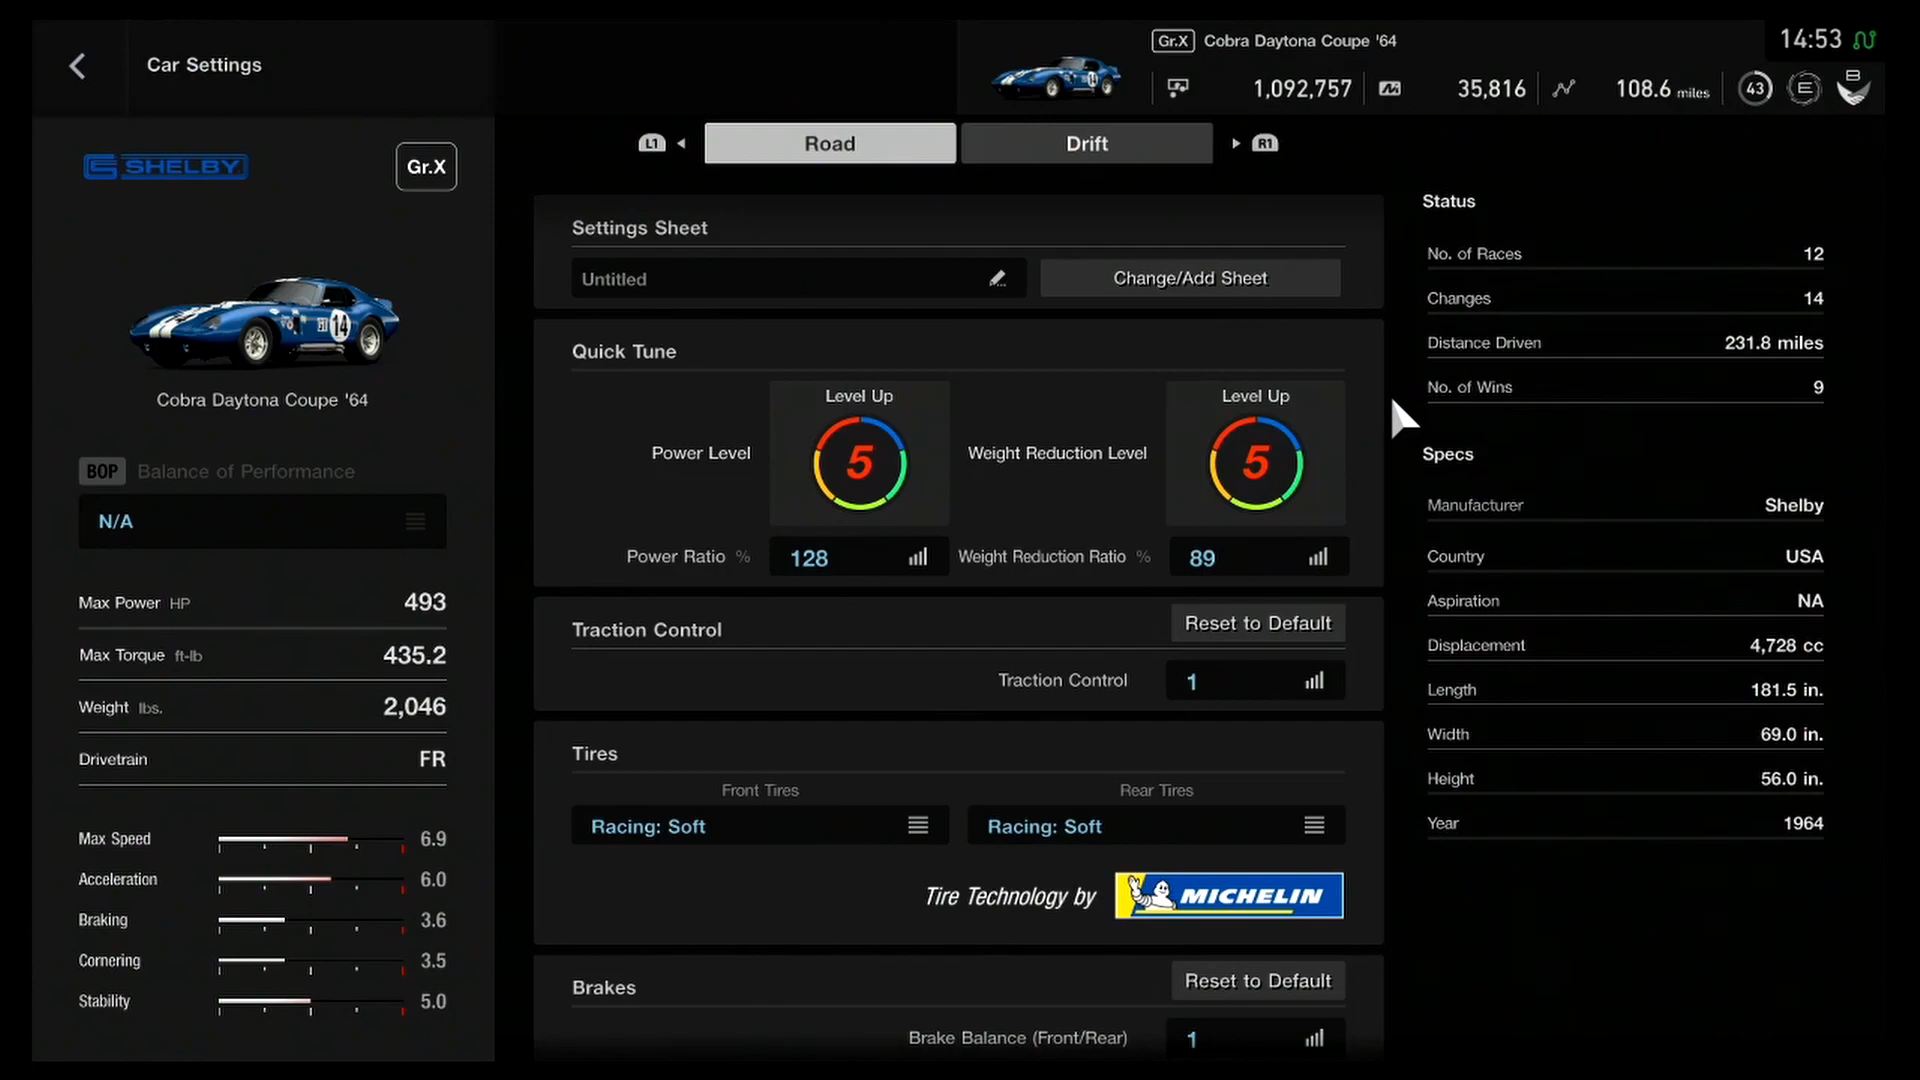 Car Settings
Gr.X Cobra Daytona Coupe '64
14:53
1,092,757
35,816
108.6 miles
43
E
B
L1
Road
Drift
R1
SHELBY
Gr.X
14
Cobra Daytona Coupe '64
BOP Balance of Performance
N/A
Max Power HP 493
Max Torque ft-lb 435.2
Weight lbs. 2,046
Drivetrain FR
Max Speed 6.9
Acceleration 6.0
Braking 3.6
Cornering 3.5
Stability 5.0
Settings Sheet
Untitled
Change/Add Sheet
Quick Tune
Level Up
Level Up
Power Level
5
Weight Reduction Level
5
Power Ratio % 128
Weight Reduction Ratio % 89
Traction Control
Reset to Default
Traction Control 1
Tires
Front Tires
Rear Tires
Racing: Soft
Racing: Soft
Tire Technology by
MICHELIN
Brakes
Reset to Default
Brake Balance (Front/Rear) 1
Status
No. of Races 12
Changes 14
Distance Driven 231.8 miles
No. of Wins 9
Specs
Manufacturer Shelby
Country USA
Aspiration NA
Displacement 4,728 cc
Length 181.5 in.
Width 69.0 in.
Height 56.0 in.
Year 1964